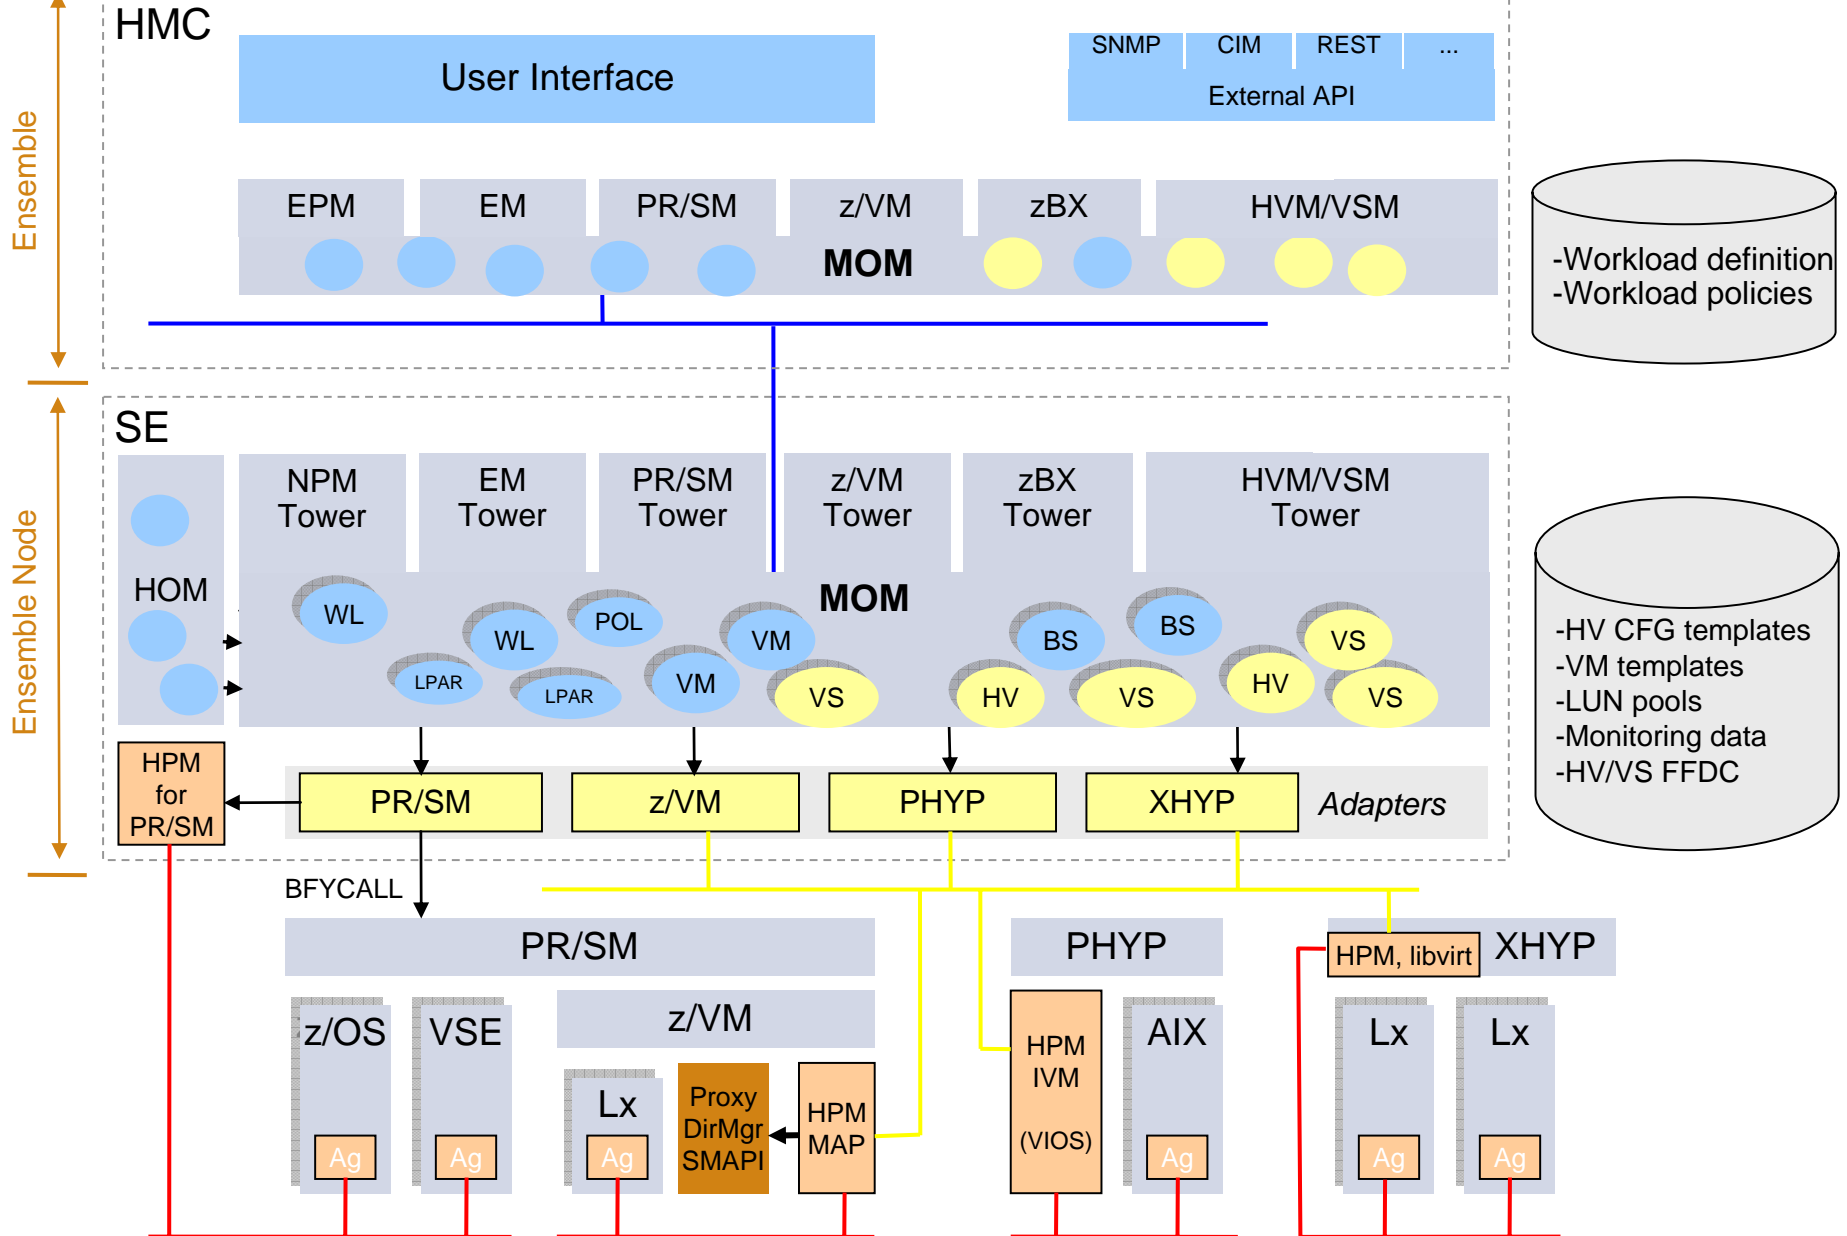 HMC
User Interface
SNMP
CIM
REST
...
External API
Ensemble
EPM
EM
PR/SM
z/VM
zBX
HVM/VSM
MOM
-Workload definition
-Workload policies
SE
Ensemble Node
HOM
NPM
Tower
EM
Tower
PR/SM
Tower
z/VM
Tower
zBX
Tower
HVM/VSM
Tower
MOM
WL
WL
POL
VM
LPAR
LPAR
VM
VS
BS
BS
VS
HV
VS
HV
VS
-HV CFG templates
-VM templates
-LUN pools
-Monitoring data
-HV/VS FFDC
HPM
for
PR/SM
PR/SM
z/VM
PHYP
XHYP
Adapters
BFYCALL
PR/SM
PHYP
HPM, libvirt
XHYP
z/OS
Ag
VSE
Ag
z/VM
Lx
Ag
Proxy
DirMgr
SMAPI
HPM
MAP
HPM
IVM
(VIOS)
AIX
Ag
Lx
Ag
Lx
Ag